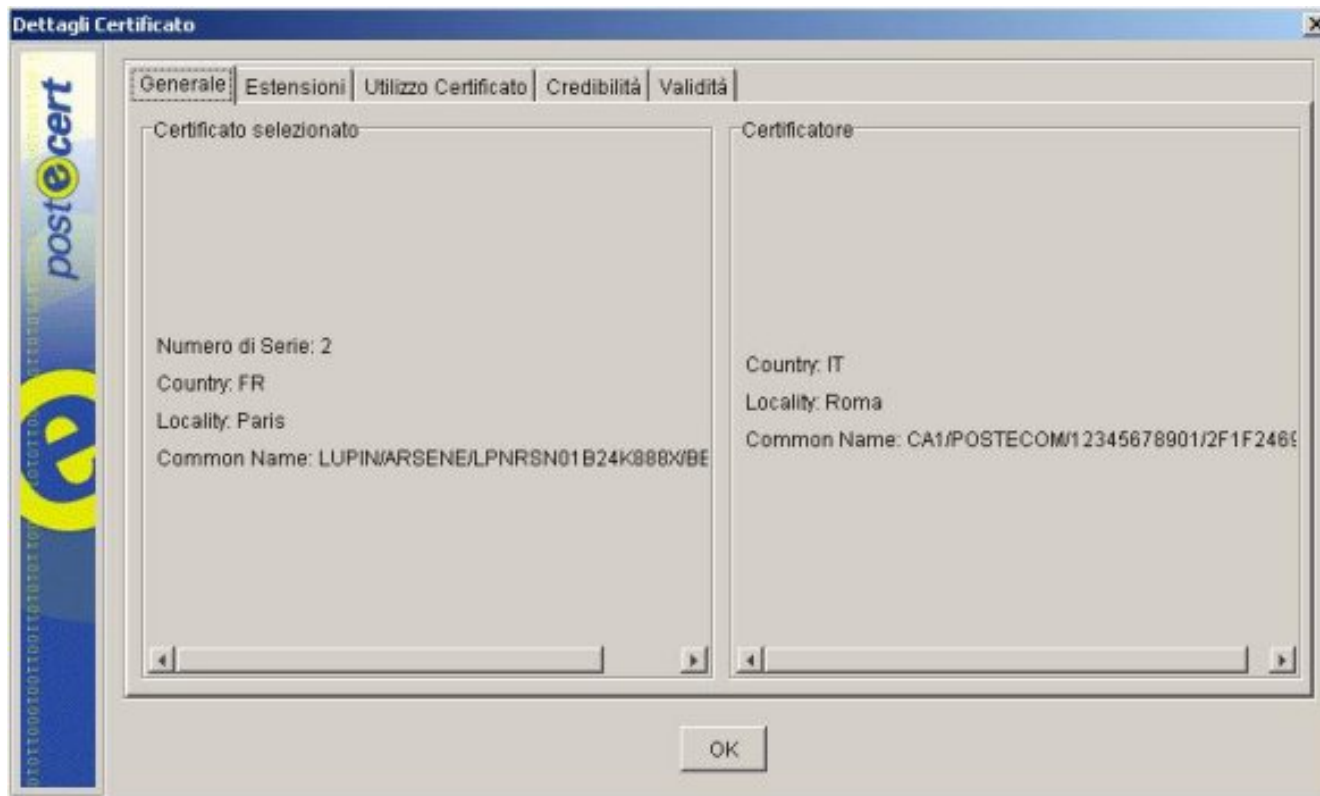 Dettagli Certificato
postecert
Generale
Estensioni
Utilizzo Certificato
Credibilità
Validità
Certificato selezionato
Numero di Serie: 2
Country: FR
Locality: Paris
Common Name: LUPIN/ARSENE/LPNRSN01B24K888X/BE
Certificatore
Country: IT
Locality: Roma
Common Name: CA1/POSTECOM/12345678901/2F1F2469
OK